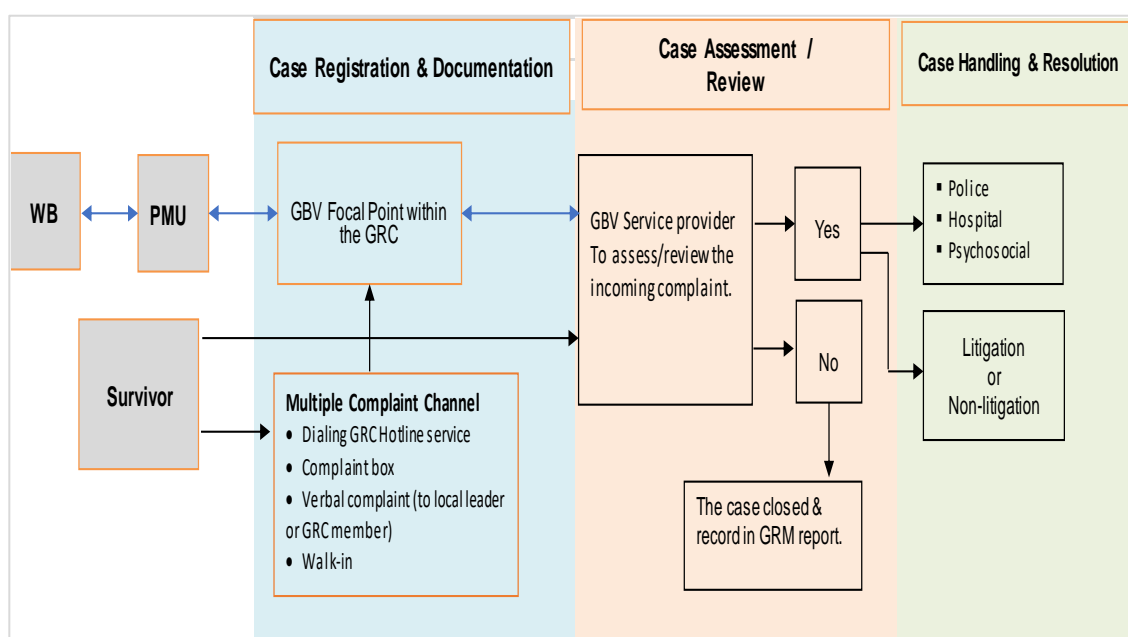 Case Registration & Documentation
Case Assessment /
Review
Case Handling & Resolution
WB
PMU
GBV Focal Point within
the GRC
GBV Service provider
To assess/review the
incoming complaint.
Yes
No
▪ Police
▪ Hospital
▪ Psychosocial
Litigation
or
Non-litigation
Survivor
Multiple Complaint Channel
• Dialing GRC Hotline service
• Complaint box
• Verbal complaint (to local leader
or GRC member)
• Walk-in
The case closed &
record in GRM report.